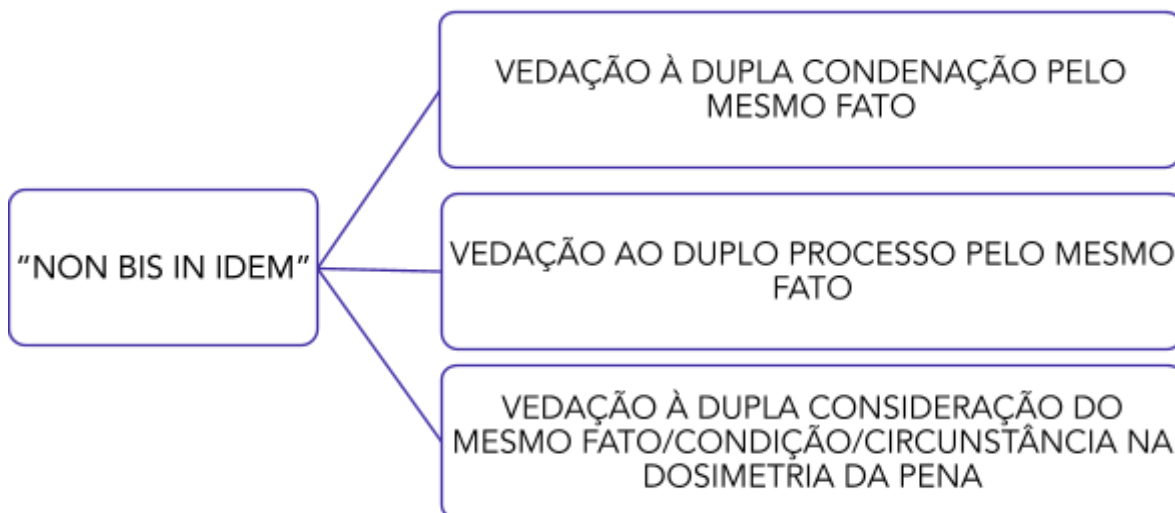 VEDAÇÃO À DUPLA CONDENAÇÃO PELO
MESMO FATO
“NON BIS IN IDEM”
VEDAÇÃO AO DUPLO PROCESSO PELO MESMO
FATO
VEDAÇÃO À DUPLA CONSIDERAÇÃO DO
MESMO FATO/CONDIÇÃO/CIRCUNSTÂNCIA NA
DOSIMETRIA DA PENA